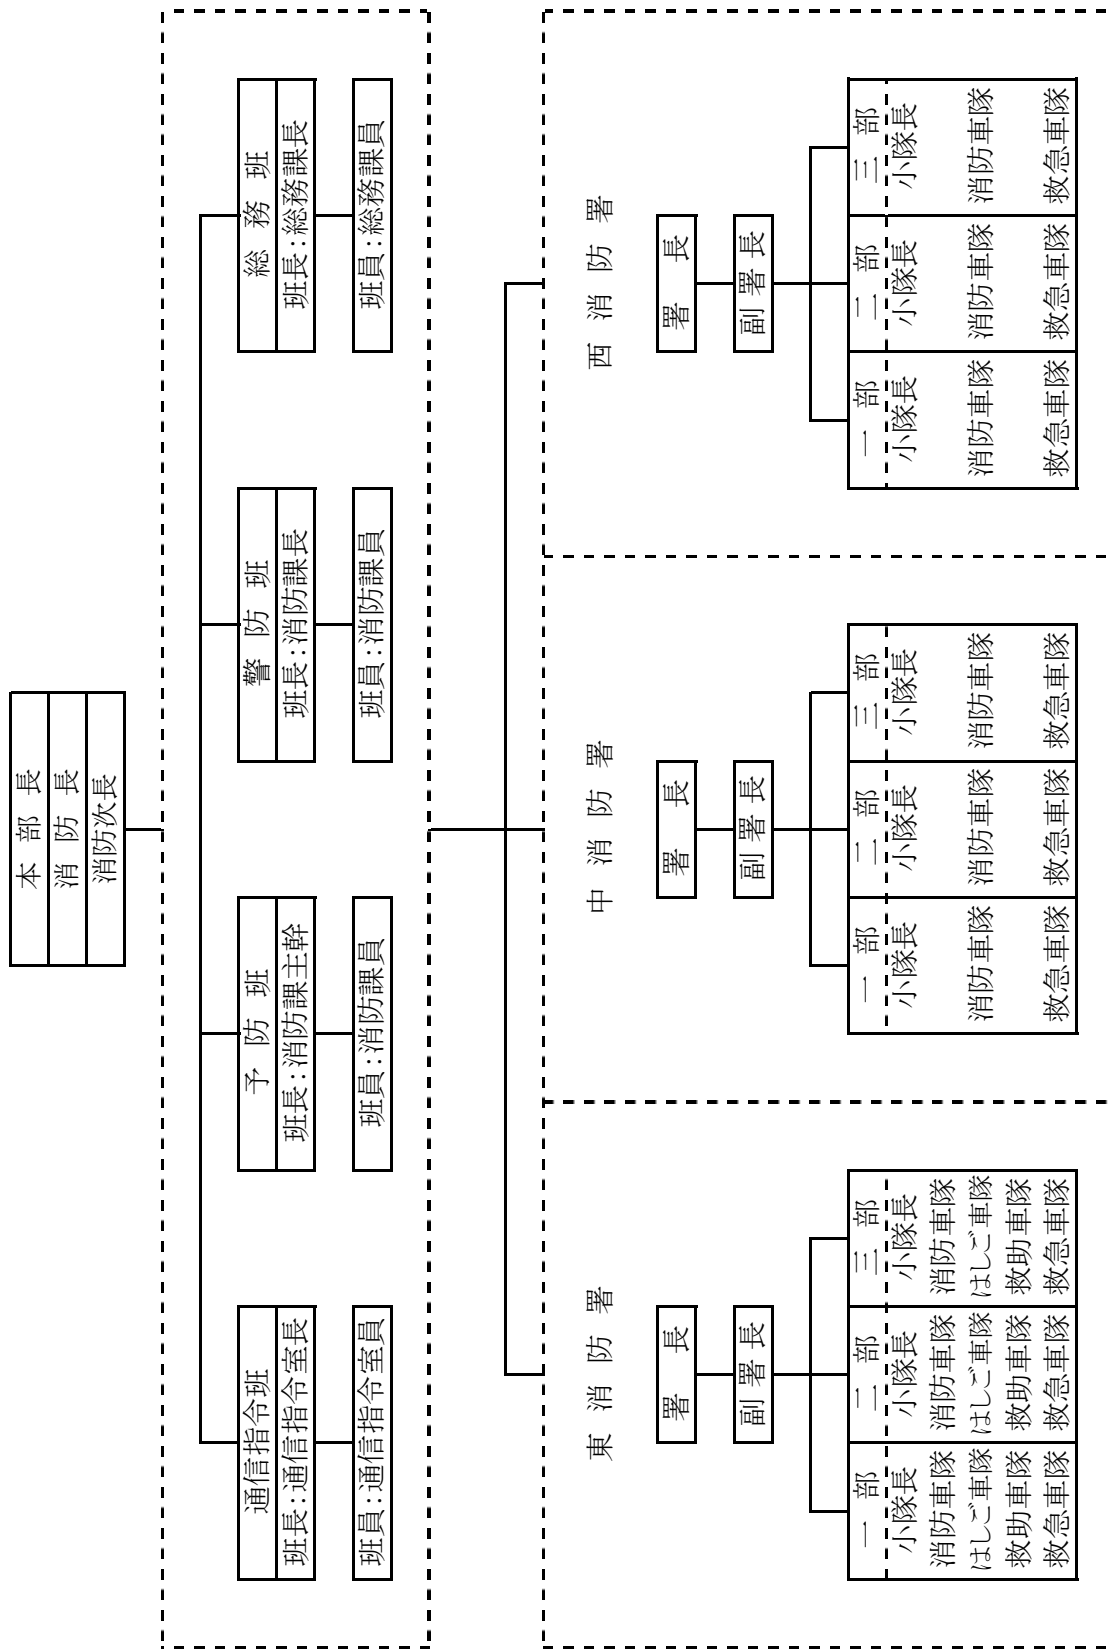 本部長
消防長
消防次長
通信指令班
班長：通信指令室長
班員：通信指令室員
予防班
班長：消防課主幹
班員：消防課員
警防班
班長：消防課長
班員：消防課員
総務班
班長：総務課長
班員：総務課員
東消防署
署長
副署長
一部
小隊長
消防車隊
はしご車隊
救助車隊
救急車隊
二部
小隊長
消防車隊
はしご車隊
救助車隊
救急車隊
三部
小隊長
消防車隊
はしご車隊
救助車隊
救急車隊
中消防署
署長
副署長
一部
小隊長
消防車隊
救急車隊
二部
小隊長
消防車隊
救急車隊
三部
小隊長
消防車隊
救急車隊
西消防署
署長
副署長
一部
小隊長
消防車隊
救急車隊
二部
小隊長
消防車隊
救急車隊
三部
小隊長
消防車隊
救急車隊